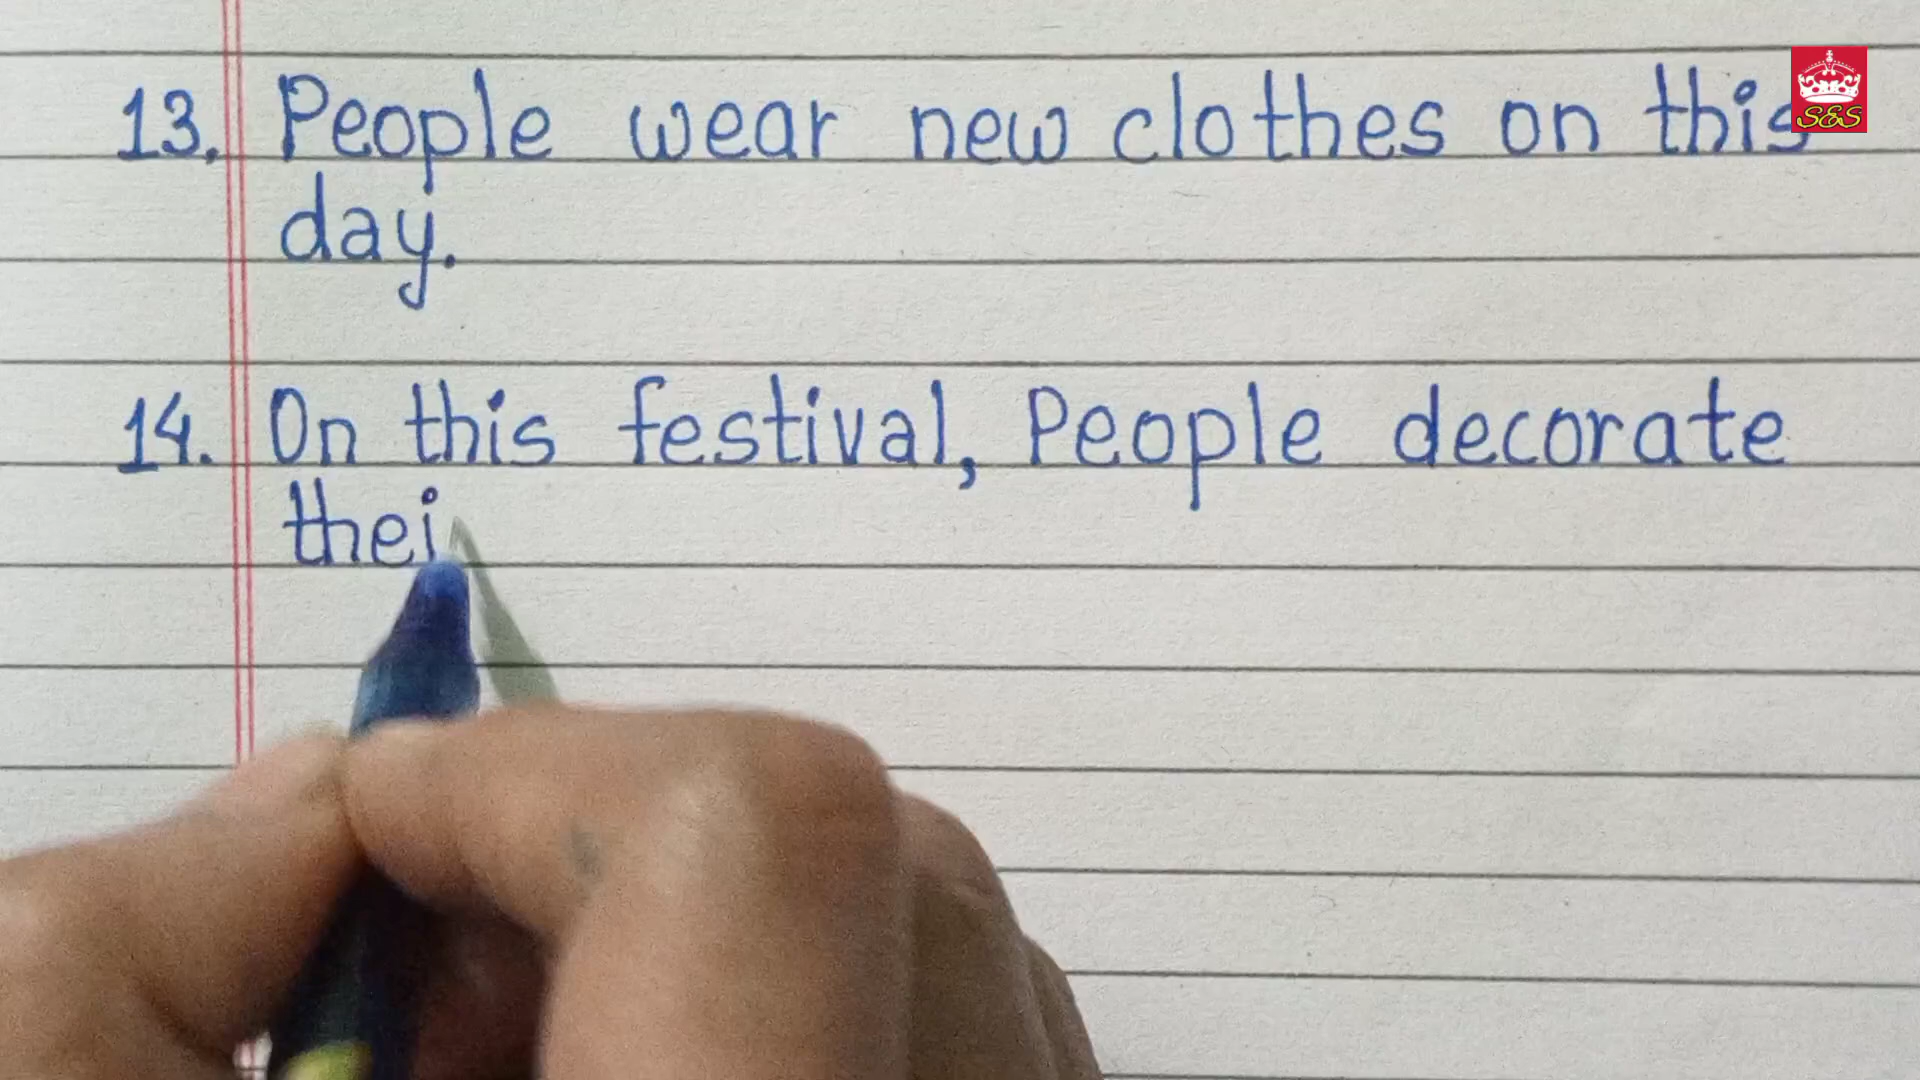 13. People wear new clothes on this
day.
14. On this festival, People decorate
thei
S&S